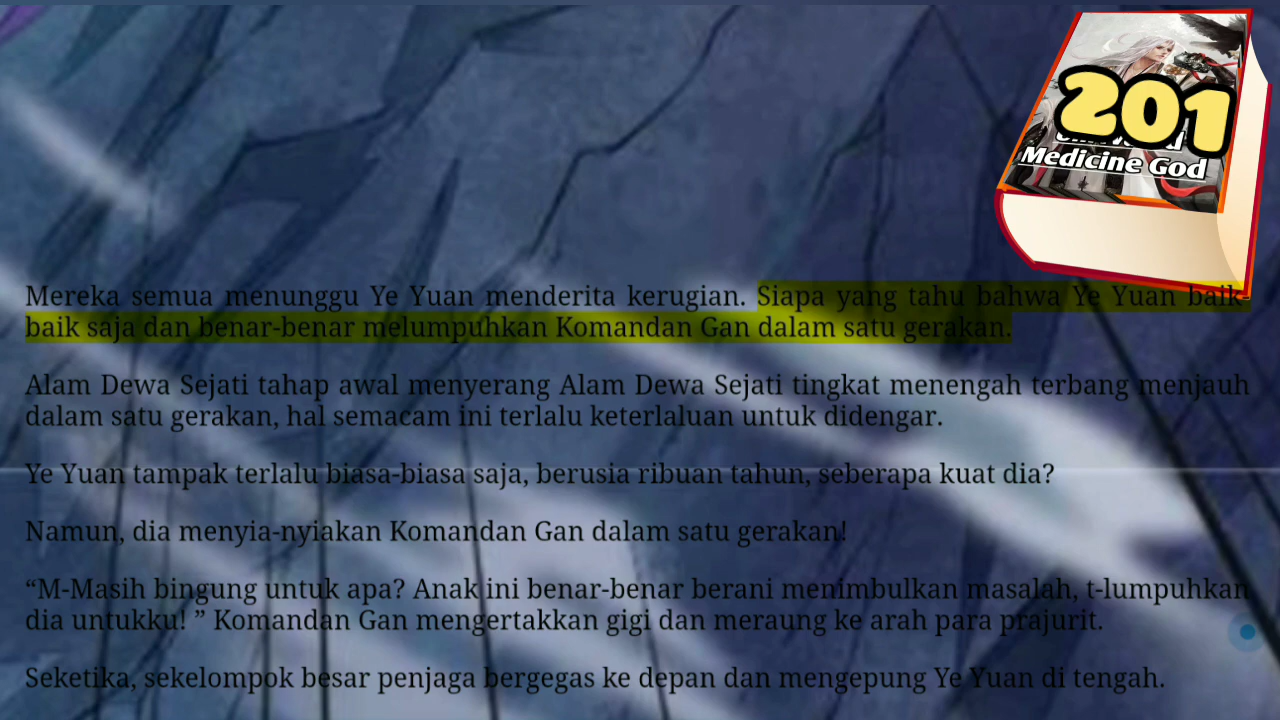 201
Medicine God
Mereka semua menunggu Ye Yuan menderita kerugian. Siapa yang tahu bahwa Ye Yuan baik-
baik saja dan benar-benar melumpuhkan Komandan Gan dalam satu gerakan.
Alam Dewa Sejati tahap awal menyerang Alam Dewa Sejati tingkat menengah terbang menjauh
dalam satu gerakan, hal semacam ini terlalu keterlaluan untuk didengar.
Ye Yuan tampak terlalu biasa-biasa saja, berusia ribuan tahun, seberapa kuat dia?
Namun, dia menyia-nyiakan Komandan Gan dalam satu gerakan!
“M-Masih bingung untuk apa? Anak ini benar-benar berani menimbulkan masalah, t-lumpuhkan
dia untukku! ” Komandan Gan mengertakkan gigi dan meraung ke arah para prajurit.
Seketika, sekelompok besar penjaga bergegas ke depan dan mengepung Ye Yuan di tengah.